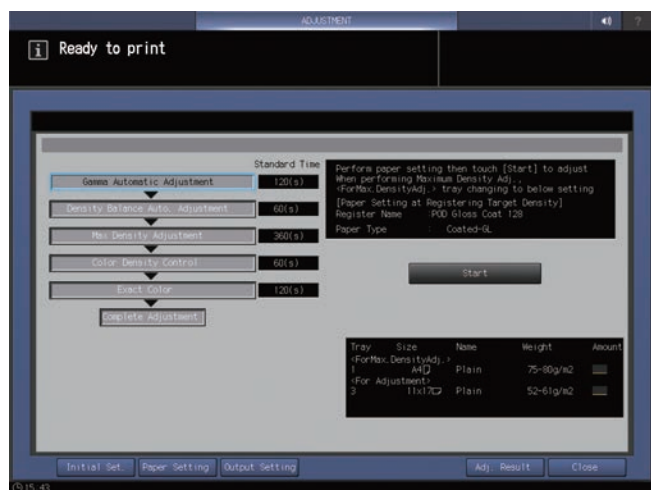 ADJUSTMENT
?
i Ready to print
Standard Time
Gamma Automatic Adjustment 120(s)
Density Balance Auto. Adjustment 60(s)
Max Density Adjustment 360(s)
Color Density Control 60(s)
Exact Color 120(s)
Complete Adjustment
Perform paper setting then touch [Start] to adjust
When performing Maximum Density Adj.,
<ForMax.DensityAdj.> tray changing to below setting
[Paper Setting at Registering Target Density]
Register Name :POD Gloss Coat 128
Paper Type : Coated-GL
Start
Tray Size Name Weight Amount
<ForMax.DensityAdj.>
1 A4 Plain 75-80g/m2
<For Adjustment>
3 11x17 Plain 52-61g/m2
Initial Set. Paper Setting Output Setting Adj. Result Close
15:43